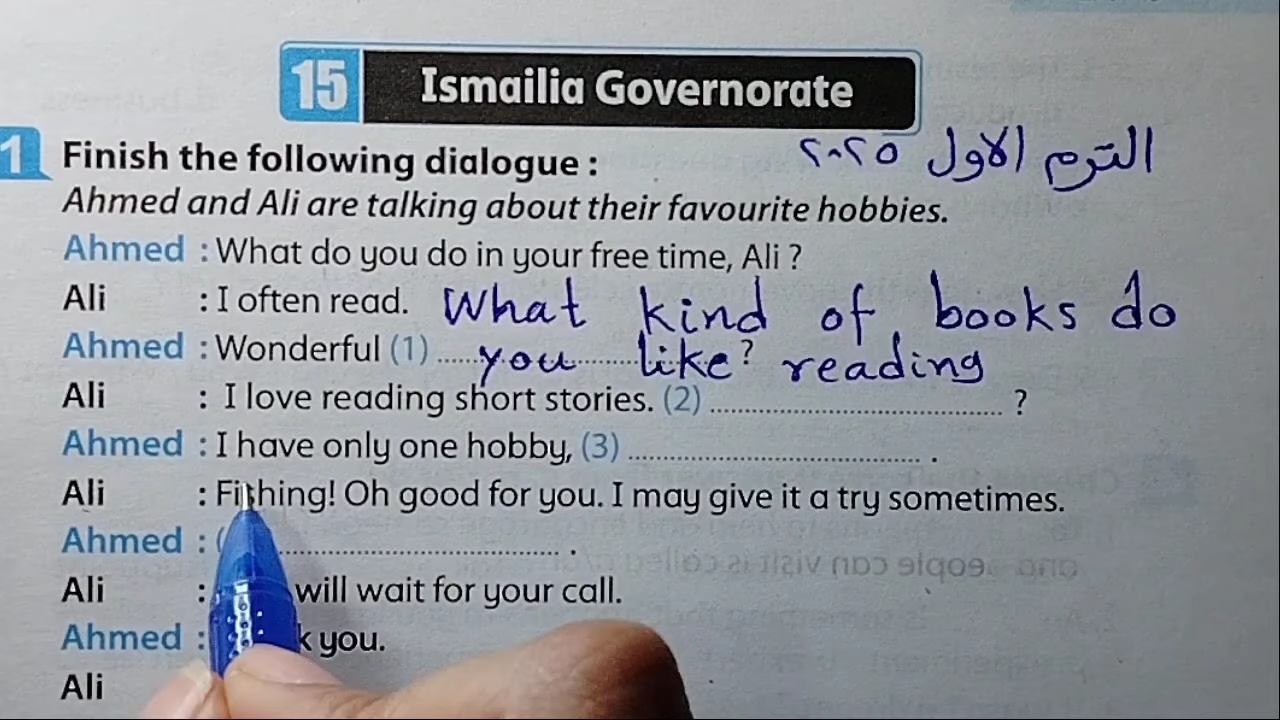 15 Ismailia Governorate
الترم الاول ٢٠٢٥
1 Finish the following dialogue :
Ahmed and Ali are talking about their favourite hobbies.
Ahmed : What do you do in your free time, Ali ?
Ali : I often read.
What kind of books do
Ahmed : Wonderful (1) .................... ?
you like reading
Ali : I love reading short stories. (2) .................... ?
Ahmed : I have only one hobby, (3) .................... .
Ali : Fishing! Oh good for you. I may give it a try sometimes.
Ahmed : ( .................... .
Ali : will wait for your call.
Ahmed : you.
Ali